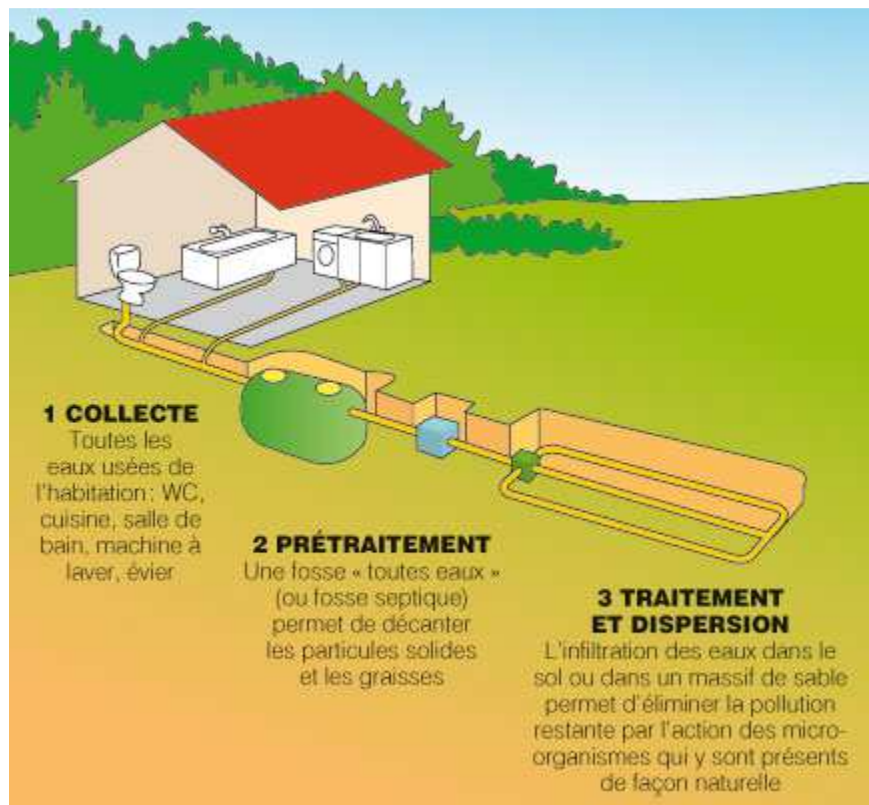 1 COLLECTE
Toutes les
eaux usées de
l'habitation: WC,
cuisine, salle de
bain, machine à
laver, évier
2 PRÉTRAITEMENT
Une fosse « toutes eaux »
(ou fosse septique)
permet de décanter
les particules solides
et les graisses
3 TRAITEMENT
ET DISPERSION
L'infiltration des eaux dans le
sol ou dans un massif de sable
permet d'éliminer la pollution
restante par l'action des micro-
organismes qui y sont présents
de façon naturelle